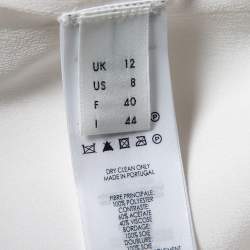 UK 12
US 8
F 40
I 44
DRY CLEAN ONLY
MADE IN PORTUGAL
FIBRE PRINCIPALE:
100% POLYESTER
CONTRASTE:
60% ACETATE
40% VISCOSE
BORDAGE:
100% SOIE
DOUBLURE:
100% SOIE